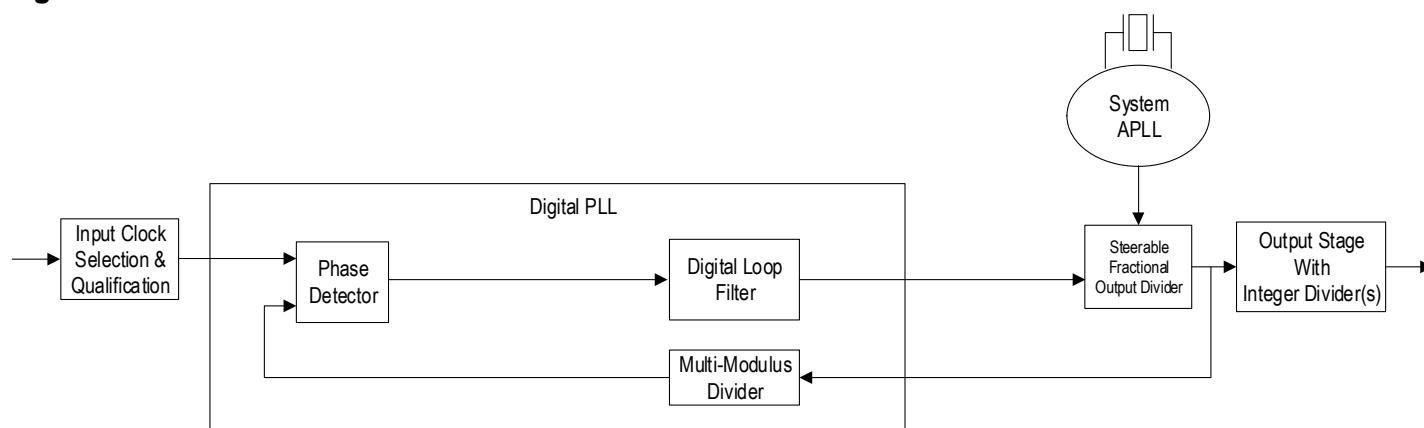 System
APLL
Digital PLL
Input Clock
Selection &
Qualification
Phase
Detector
Digital Loop
Filter
Steerable
Fractional
Output Divider
Output Stage
With
Integer Divider(s)
Multi-Modulus
Divider